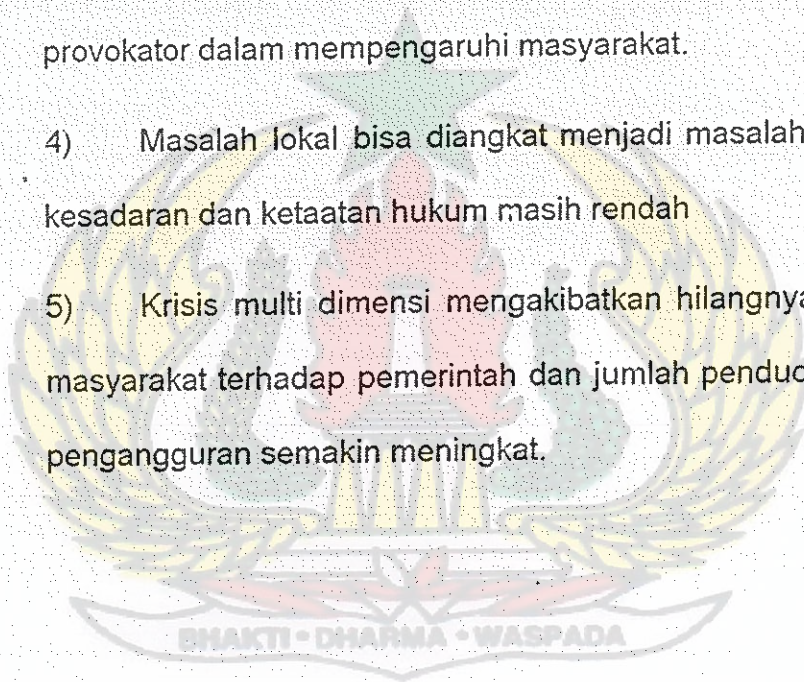 provokator dalam mempengaruhi masyarakat.
4) Masalah lokal bisa diangkat menjadi masalah
kesadaran dan ketaatan hukum masih rendah
5) Krisis multi dimensi mengakibatkan hilangnya
masyarakat terhadap pemerintah dan jumlah penduc
pengangguran semakin meningkat.
BHAKTI • DHARMA • WASPADA